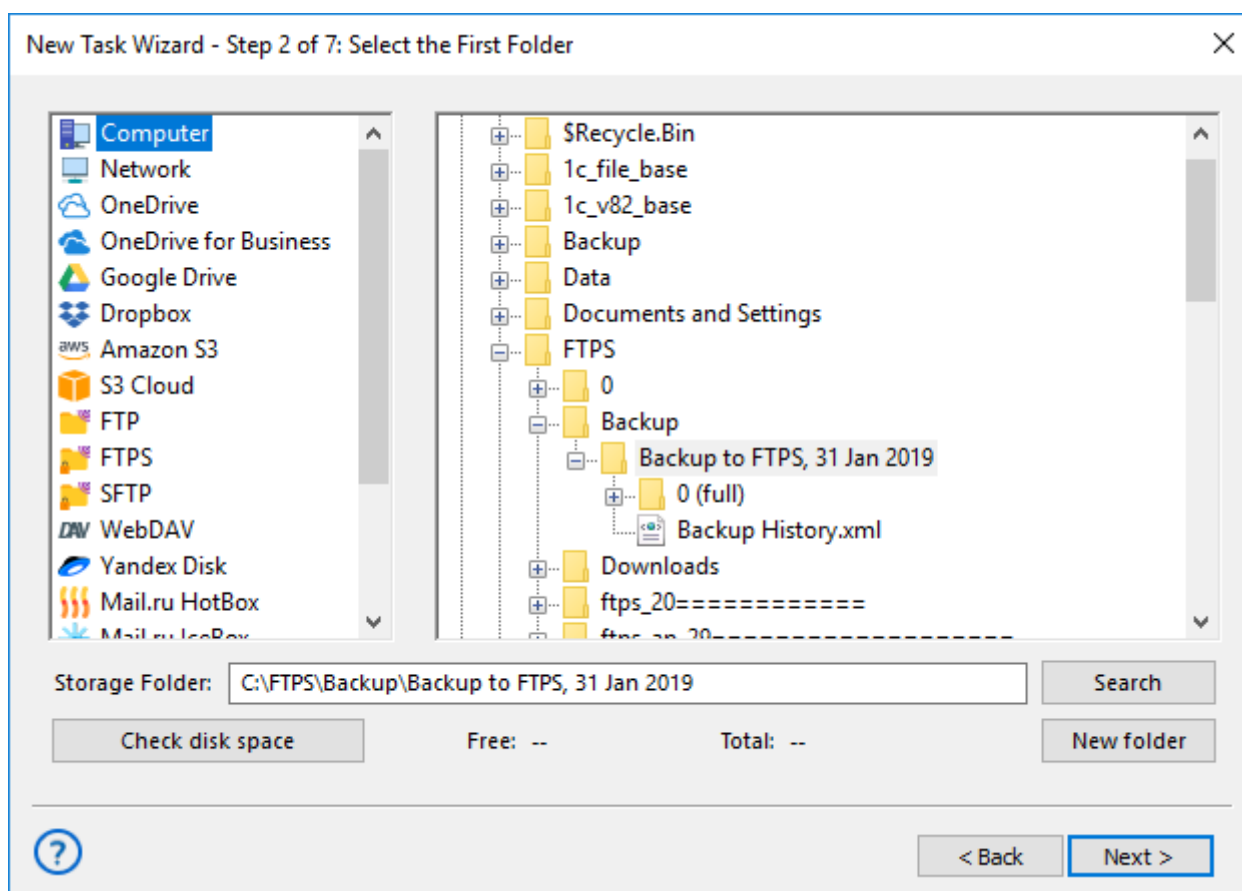 New Task Wizard - Step 2 of 7: Select the First Folder
Computer
Network
OneDrive
OneDrive for Business
Google Drive
Dropbox
aws Amazon S3
S3 Cloud
FTP
FTPS
SFTP
DAV WebDAV
Yandex Disk
Mail.ru HotBox
Mail.ru IceBox
$Recycle.Bin
1c_file_base
1c_v82_base
Backup
Data
Documents and Settings
FTPS
0
Backup
Backup to FTPS, 31 Jan 2019
0 (full)
Backup History.xml
Downloads
ftps_20============
ftps_an_29====================
Storage Folder: C:\FTPS\Backup\Backup to FTPS, 31 Jan 2019 Search
Check disk space Free: -- Total: -- New folder
? < Back Next >